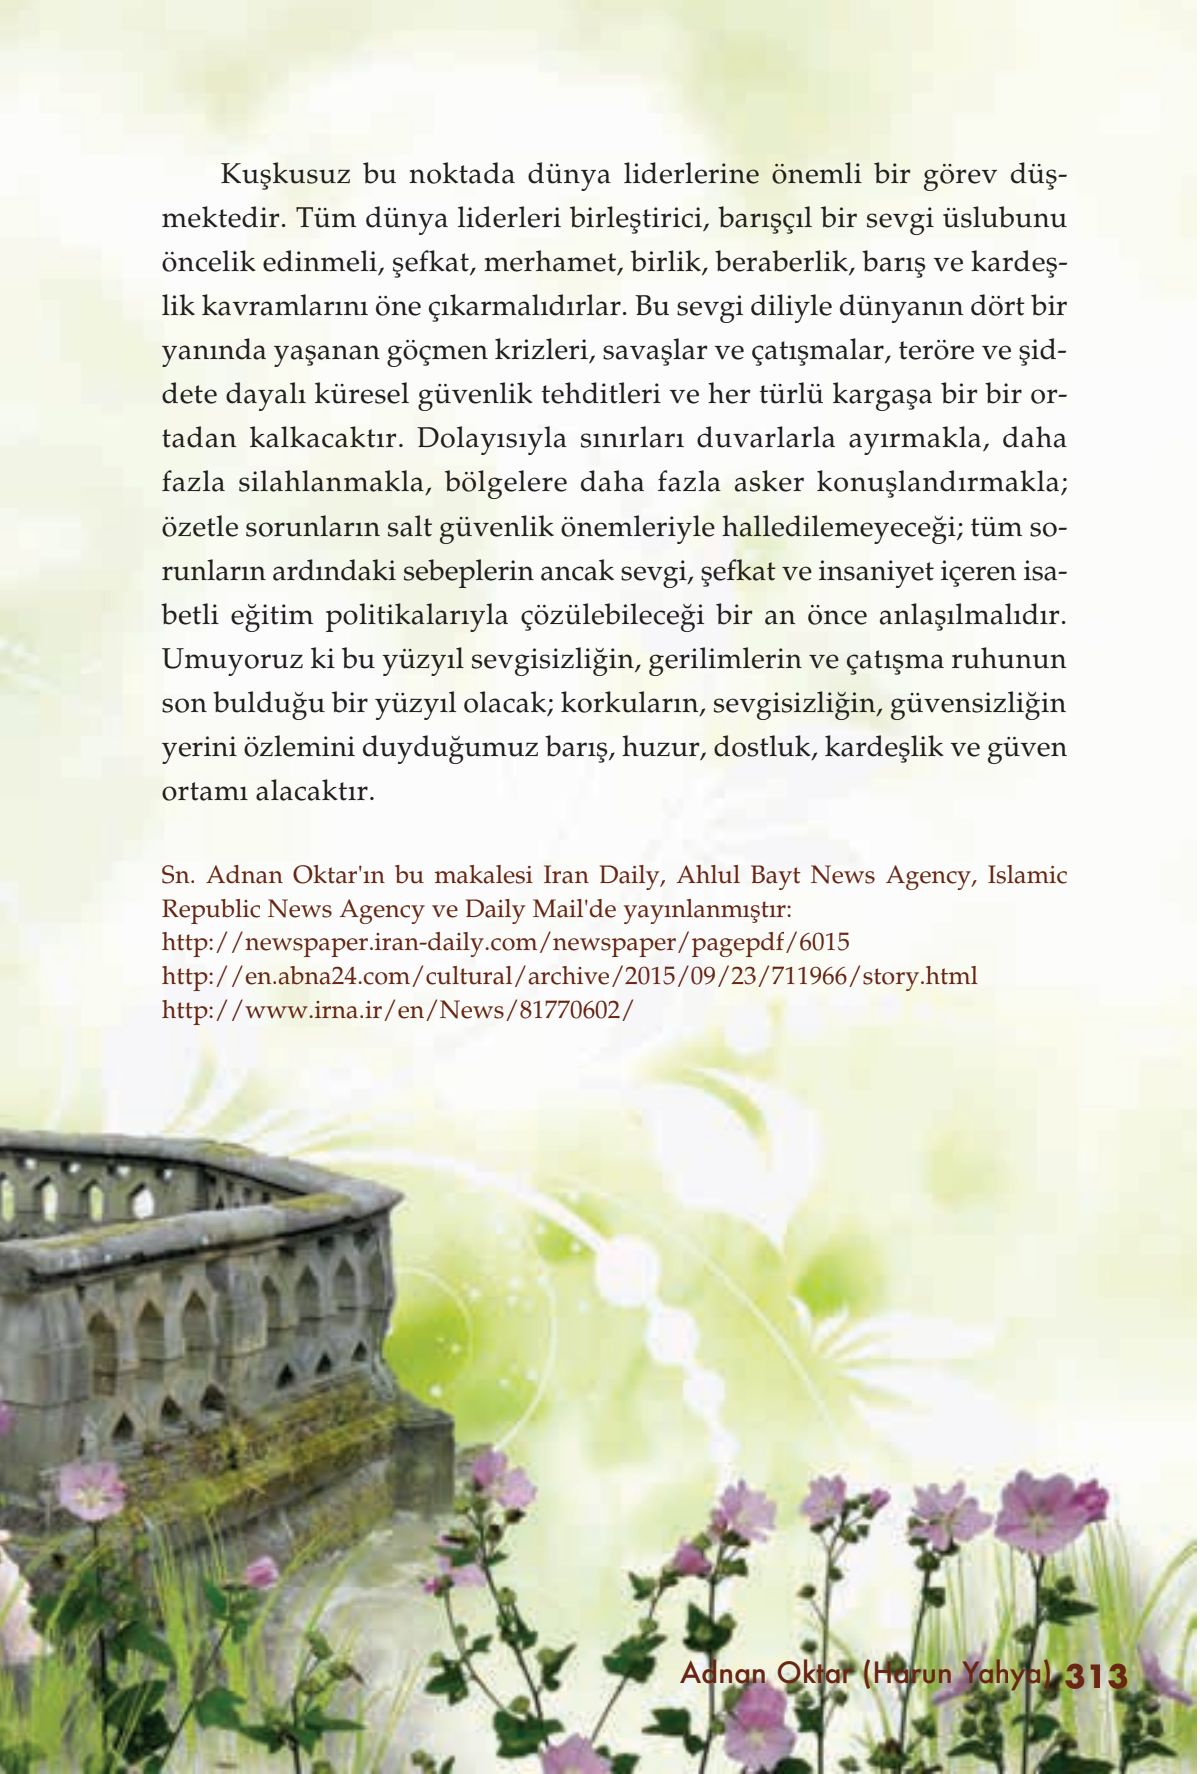 Kuşkusuz bu noktada dünya liderlerine önemli bir görev düş-
mektedir. Tüm dünya liderleri birleştirici, barışçıl bir sevgi üslubunu
öncelik edinmeli, şefkat, merhamet, birlik, beraberlik, barış ve kardeş-
lik kavramlarını öne çıkarmalıdırlar. Bu sevgi diliyle dünyanın dört bir
yanında yaşanan göçmen krizleri, savaşlar ve çatışmalar, teröre ve şid-
dete dayalı küresel güvenlik tehditleri ve her türlü kargaşa bir bir or-
tadan kalkacaktır. Dolayısıyla sınırları duvarlarla ayırmakla, daha
fazla silahlanmakla, bölgelere daha fazla asker konuşlandırmakla;
özetle sorunların salt güvenlik önemleriyle halledilemeyeceği; tüm so-
runların ardındaki sebeplerin ancak sevgi, şefkat ve insaniyet içeren isa-
betli eğitim politikalarıyla çözülebileceği bir an önce anlaşılmalıdır.
Umuyoruz ki bu yüzyıl sevgisizliğin, gerilimlerin ve çatışma ruhunun
son bulduğu bir yüzyıl olacak; korkuların, sevgisizliğin, güvensizliğin
yerini özlemini duyduğumuz barış, huzur, dostluk, kardeşlik ve güven
ortamı alacaktır.
Sn. Adnan Oktar'ın bu makalesi Iran Daily, Ahlul Bayt News Agency, Islamic
Republic News Agency ve Daily Mail'de yayınlanmıştır:
http://newspaper.iran-daily.com/newspaper/pagepdf/6015
http://en.abna24.com/cultural/archive/2015/09/23/711966/story.html
http://www.irna.ir/en/News/81770602/
Adnan Oktar (Harun Yahya) 313